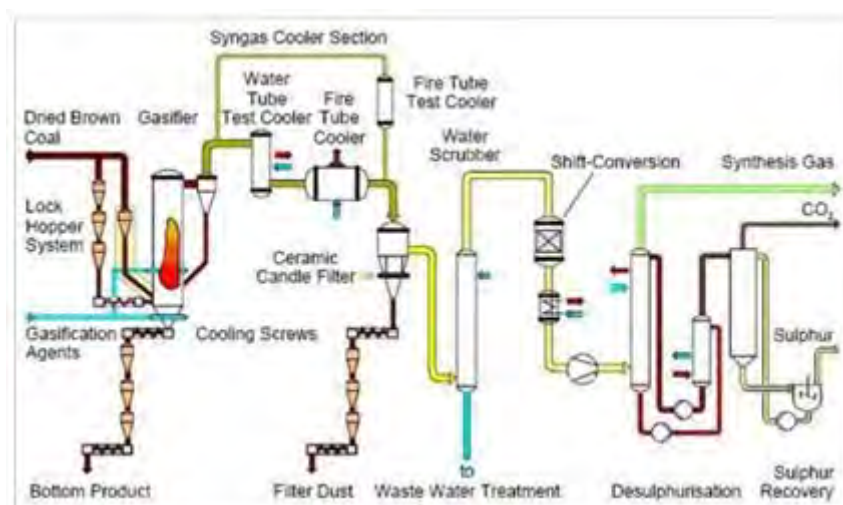 Syngas Cooler Section
Water
Tube
Test Cooler
Fire
Tube
Cooler
Fire Tube
Test Cooler
Dried Brown
Coal
Gasifier
Water
Scrubber
Shift-Conversion
Synthesis Gas
CO₂
Lock
Hopper
System
Ceramic
Candle Filter
Gasification
Agents
Cooling Screws
Sulphur
to
Bottom Product
Filter Dust
Waste Water Treatment
Desulphurisation
Sulphur
Recovery